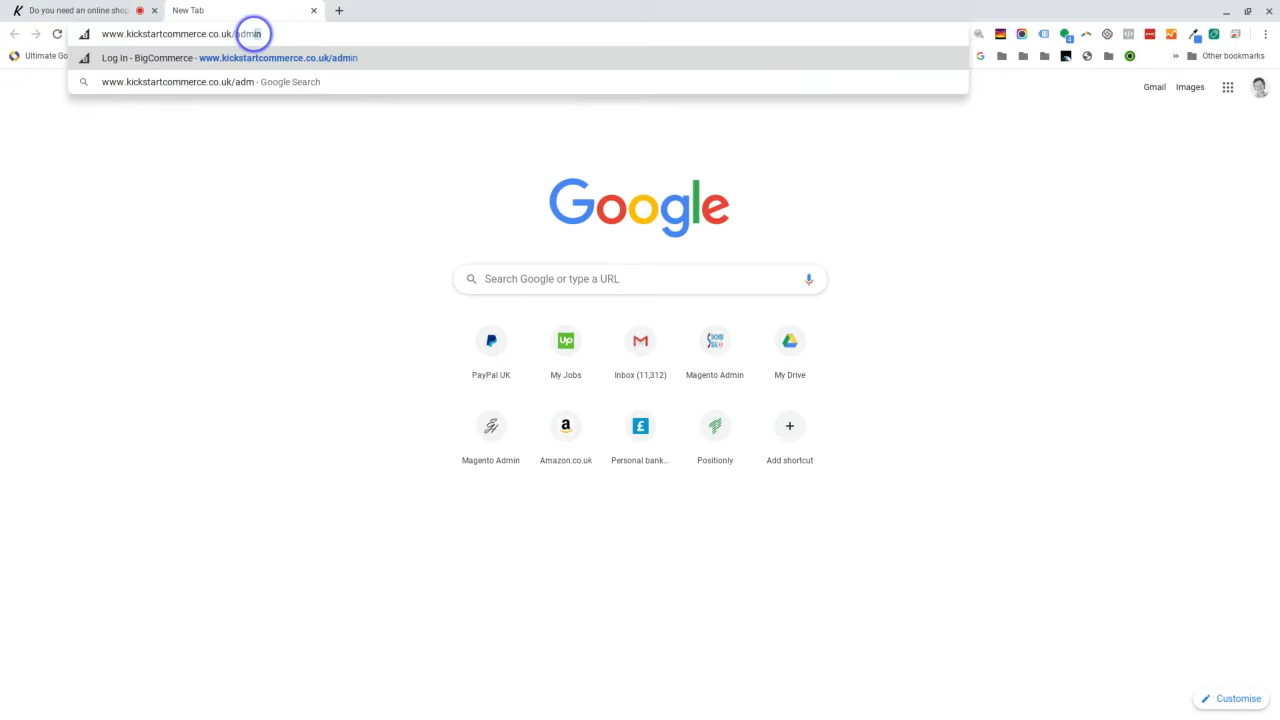 Do you need an online shop
New Tab
www.kickstartcommerce.co.uk/admin
Ultimate Go
Log In - BigCommerce - www.kickstartcommerce.co.uk/admin
Other bookmarks
www.kickstartcommerce.co.uk/adm - Google Search
Gmail Images
Google
Search Google or type a URL
PayPal UK
My Jobs
Inbox (11,312)
Magento Admin
My Drive
Magento Admin
Amazon.co.uk
Personal bank...
Positionly
Add shortcut
Customise